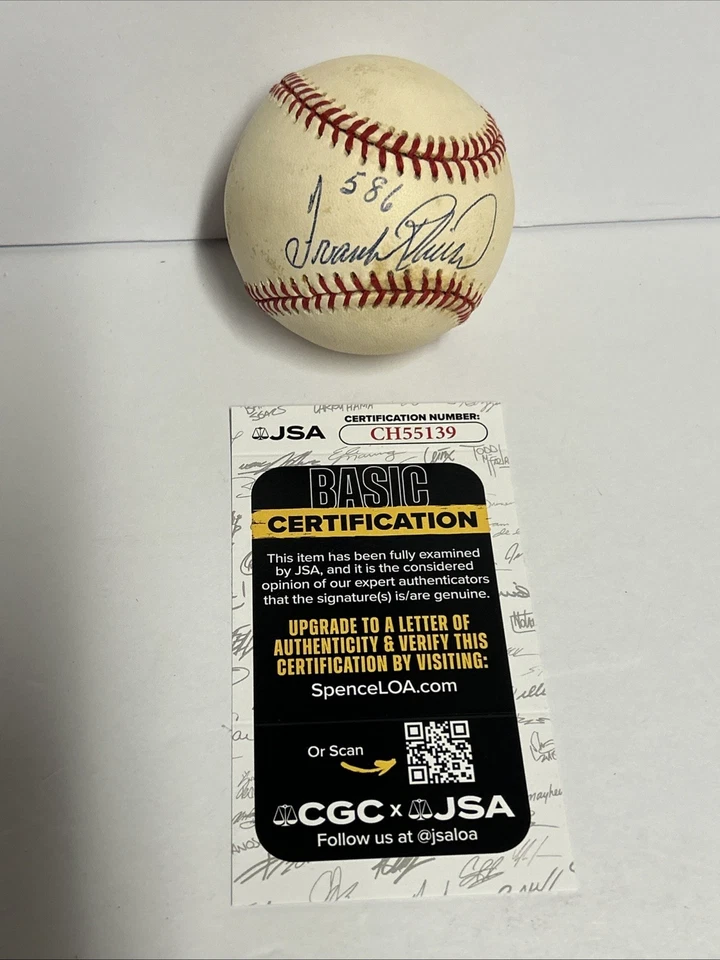 586
Frank Robinson
JSA
CERTIFICATION NUMBER:
CH55139
BASIC
CERTIFICATION
This item has been fully examined
by JSA, and it is the considered
opinion of our expert authenticators
that the signature(s) is/are genuine.
UPGRADE TO A LETTER OF
AUTHENTICITY & VERIFY THIS
CERTIFICATION BY VISITING:
SpenceLOA.com
Or Scan
CGC x JSA
Follow us at @jsaloa